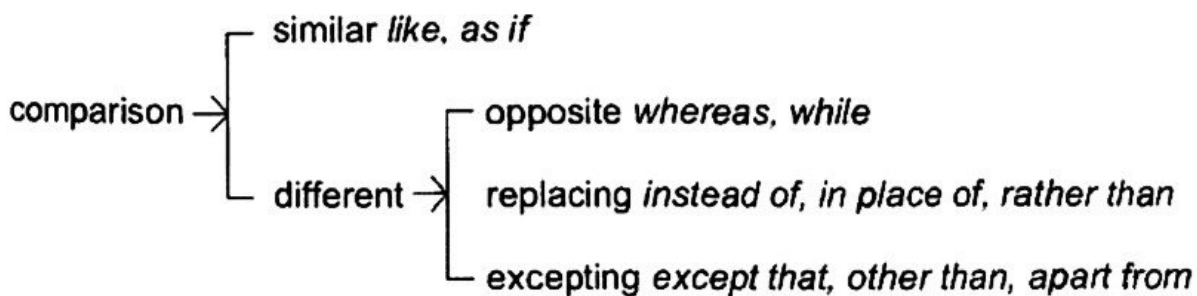 similar like, as if
comparison
opposite whereas, while
different
replacing instead of, in place of, rather than
excepting except that, other than, apart from